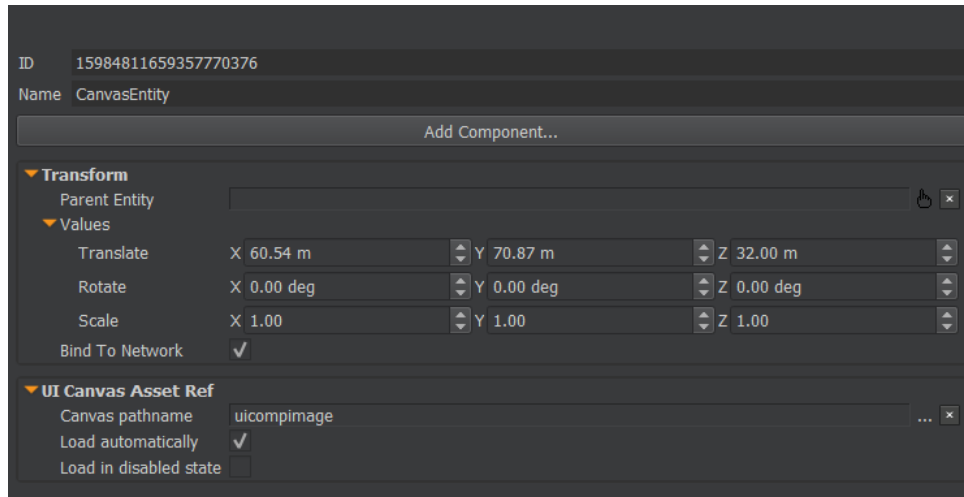 ID 15984811659357770376
Name CanvasEntity
Add Component...
Transform
Parent Entity
Values
Translate X 60.54 m Y 70.87 m Z 32.00 m
Rotate X 0.00 deg Y 0.00 deg Z 0.00 deg
Scale X 1.00 Y 1.00 Z 1.00
Bind To Network
UI Canvas Asset Ref
Canvas pathname uicompimage ...
Load automatically
Load in disabled state